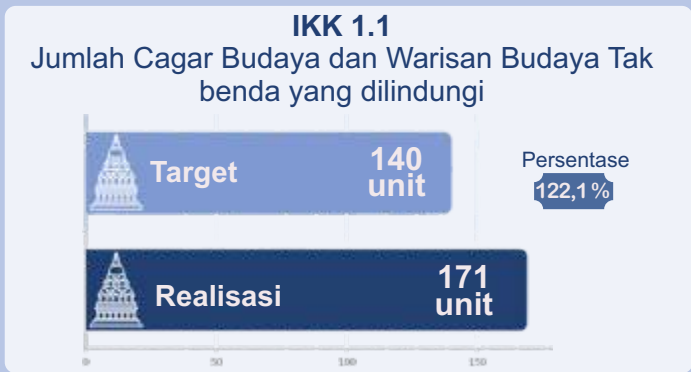 IKK 1.1
Jumlah Cagar Budaya dan Warisan Budaya Tak
benda yang dilindungi
Target
140
unit
Persentase
122,1%
Realisasi
171
unit
0
50
100
150